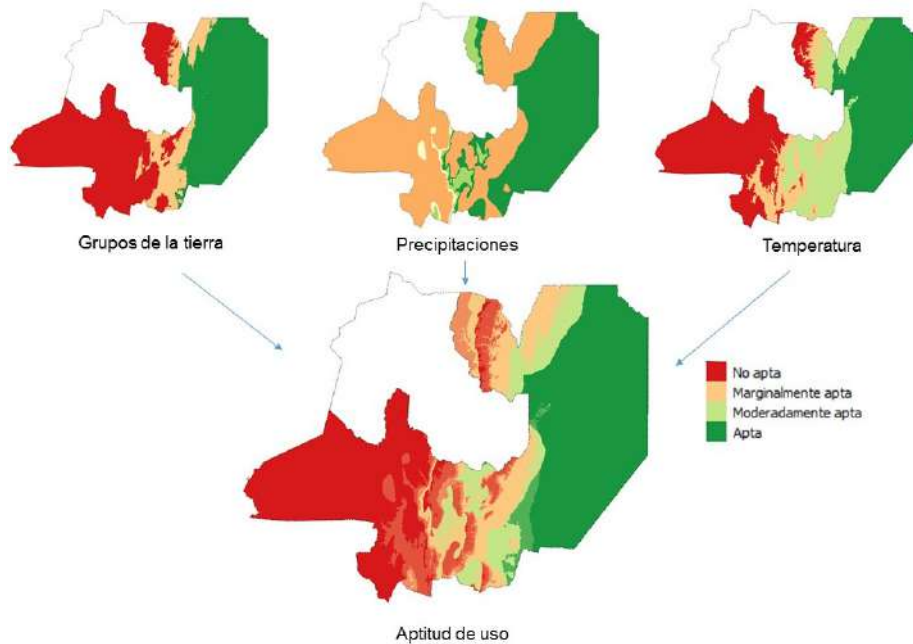 Grupos de la tierra
Precipitaciones
Temperatura
No apta
Marginalmente apta
Moderadamente apta
Apta
Aptitud de uso